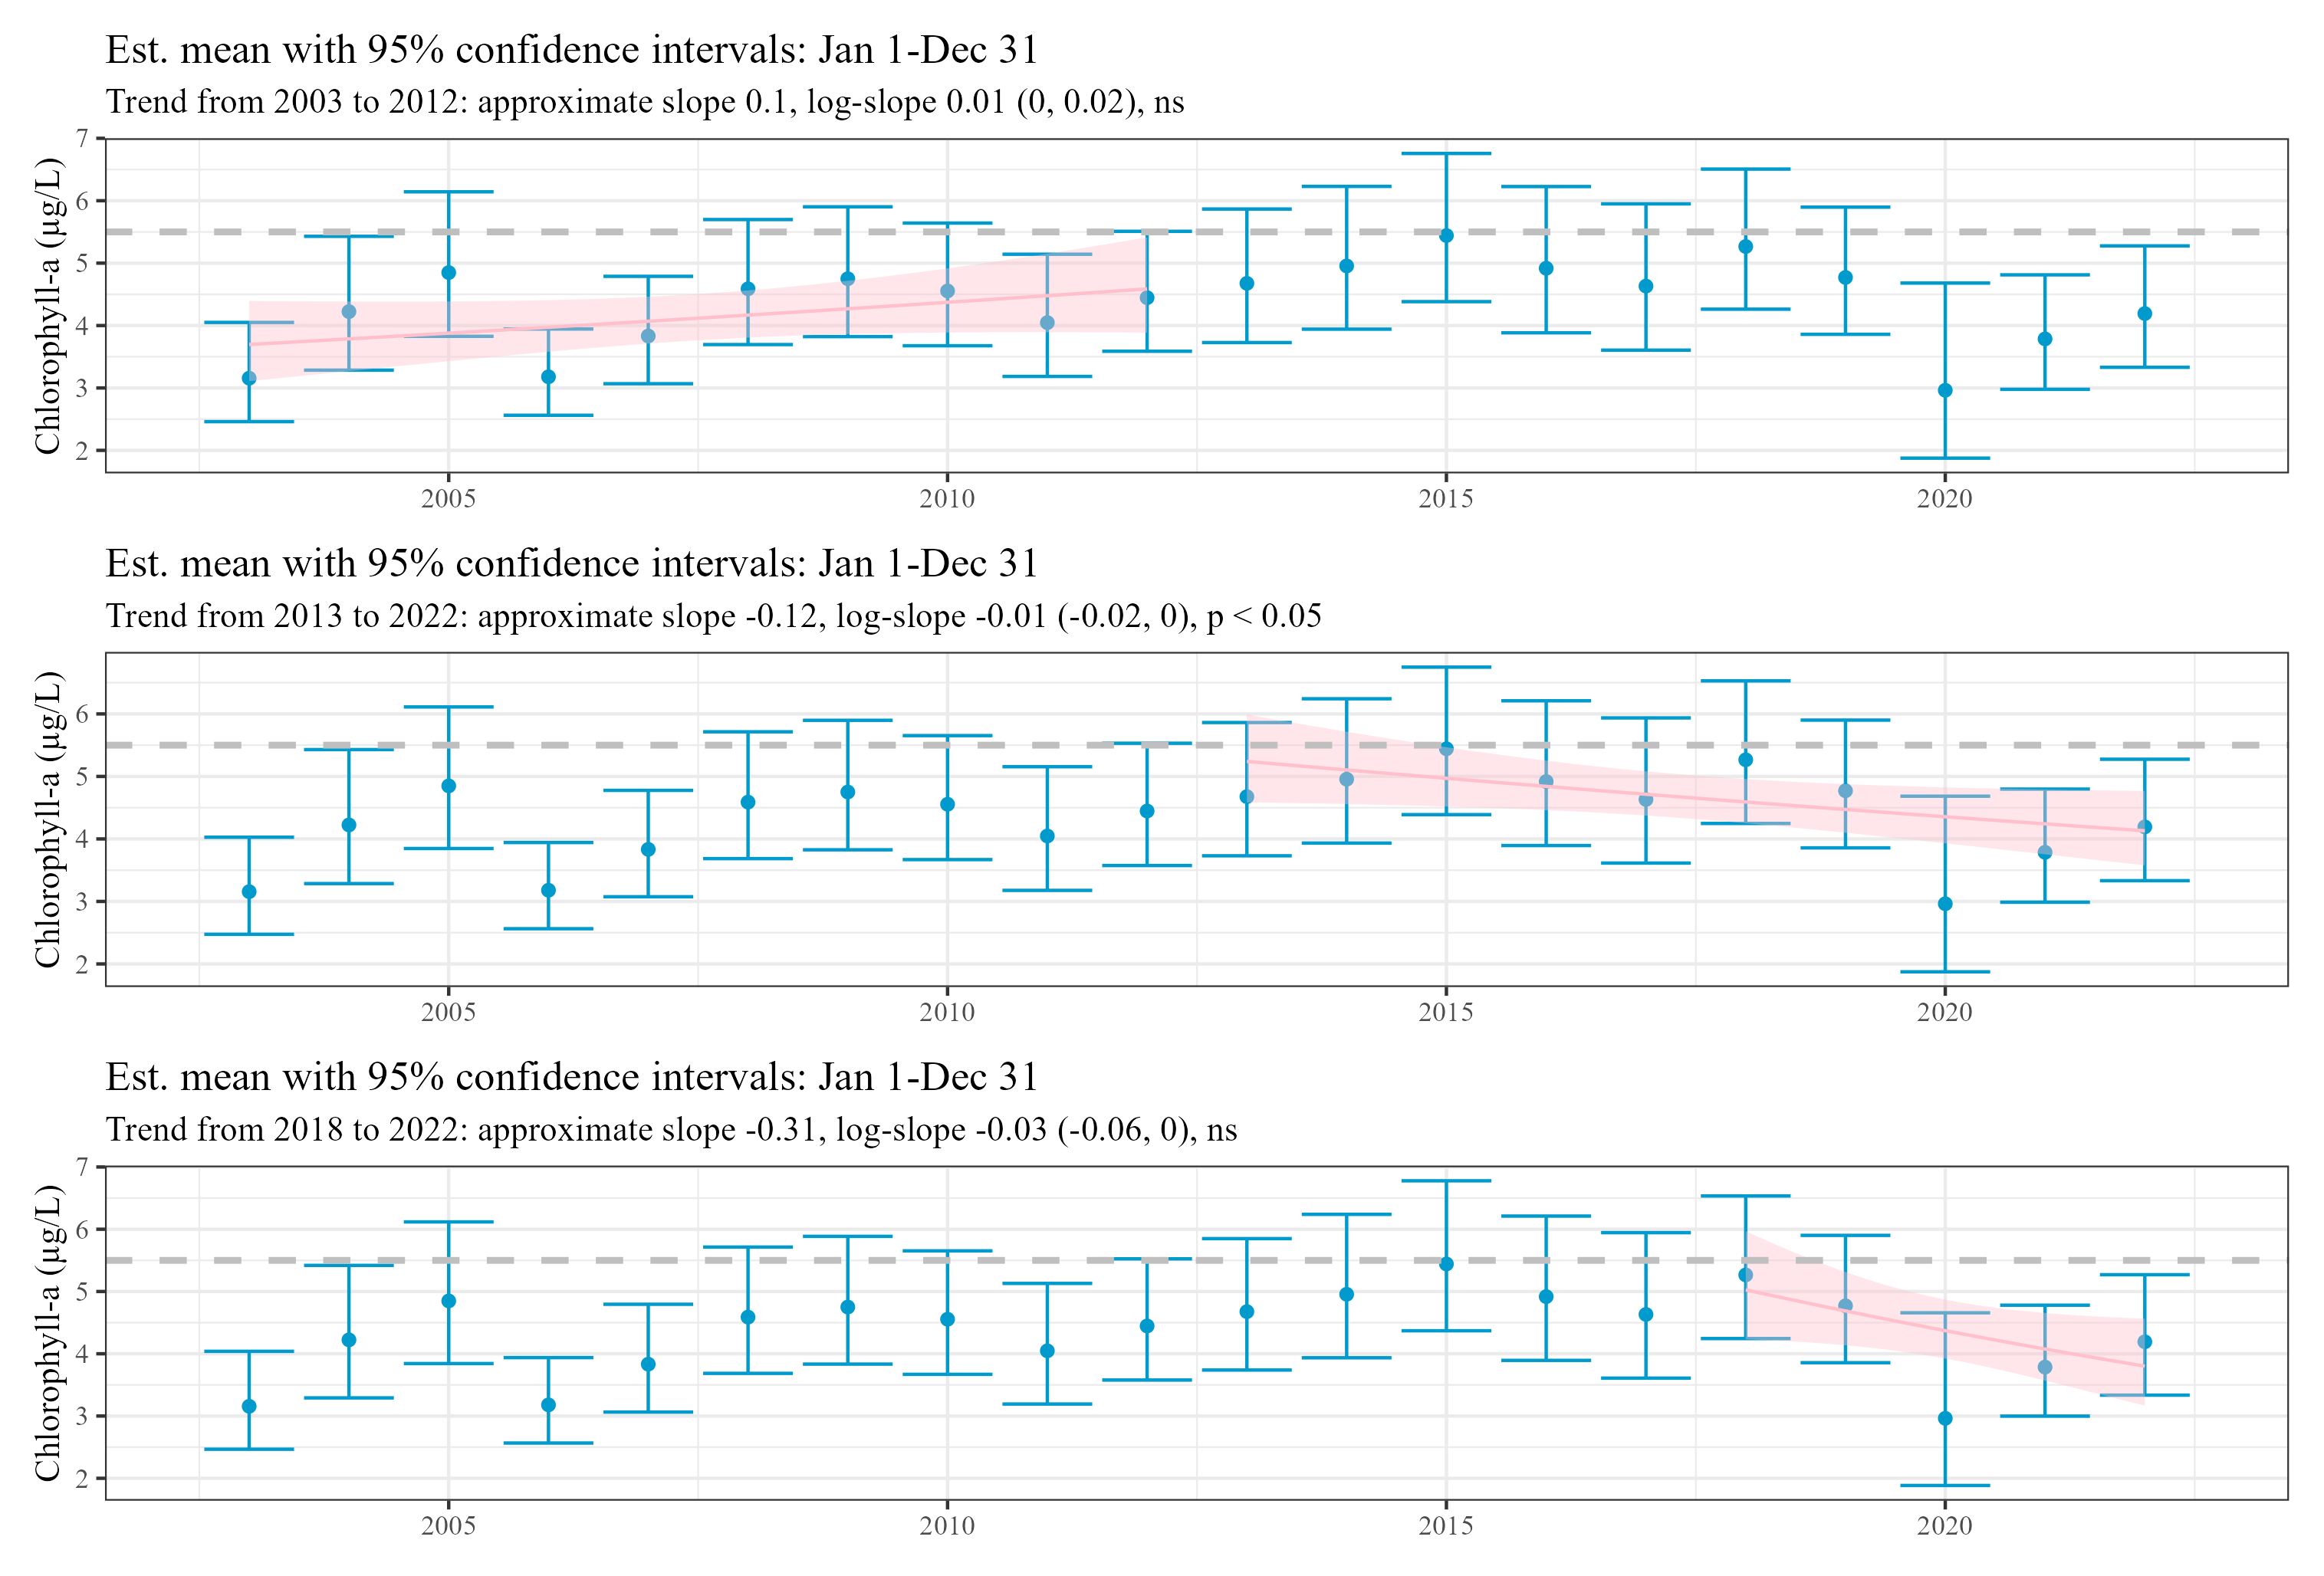 Est. mean with 95% confidence intervals: Jan 1-Dec 31
Trend from 2003 to 2012: approximate slope 0.1, log-slope 0.01 (0, 0.02), ns
Chlorophyll-a (µg/L)
7
6
5
4
3
2
2005 2010 2015 2020
Est. mean with 95% confidence intervals: Jan 1-Dec 31
Trend from 2013 to 2022: approximate slope -0.12, log-slope -0.01 (-0.02, 0), p < 0.05
Chlorophyll-a (µg/L)
6
5
4
3
2
2005 2010 2015 2020
Est. mean with 95% confidence intervals: Jan 1-Dec 31
Trend from 2018 to 2022: approximate slope -0.31, log-slope -0.03 (-0.06, 0), ns
Chlorophyll-a (µg/L)
7
6
5
4
3
2
2005 2010 2015 2020